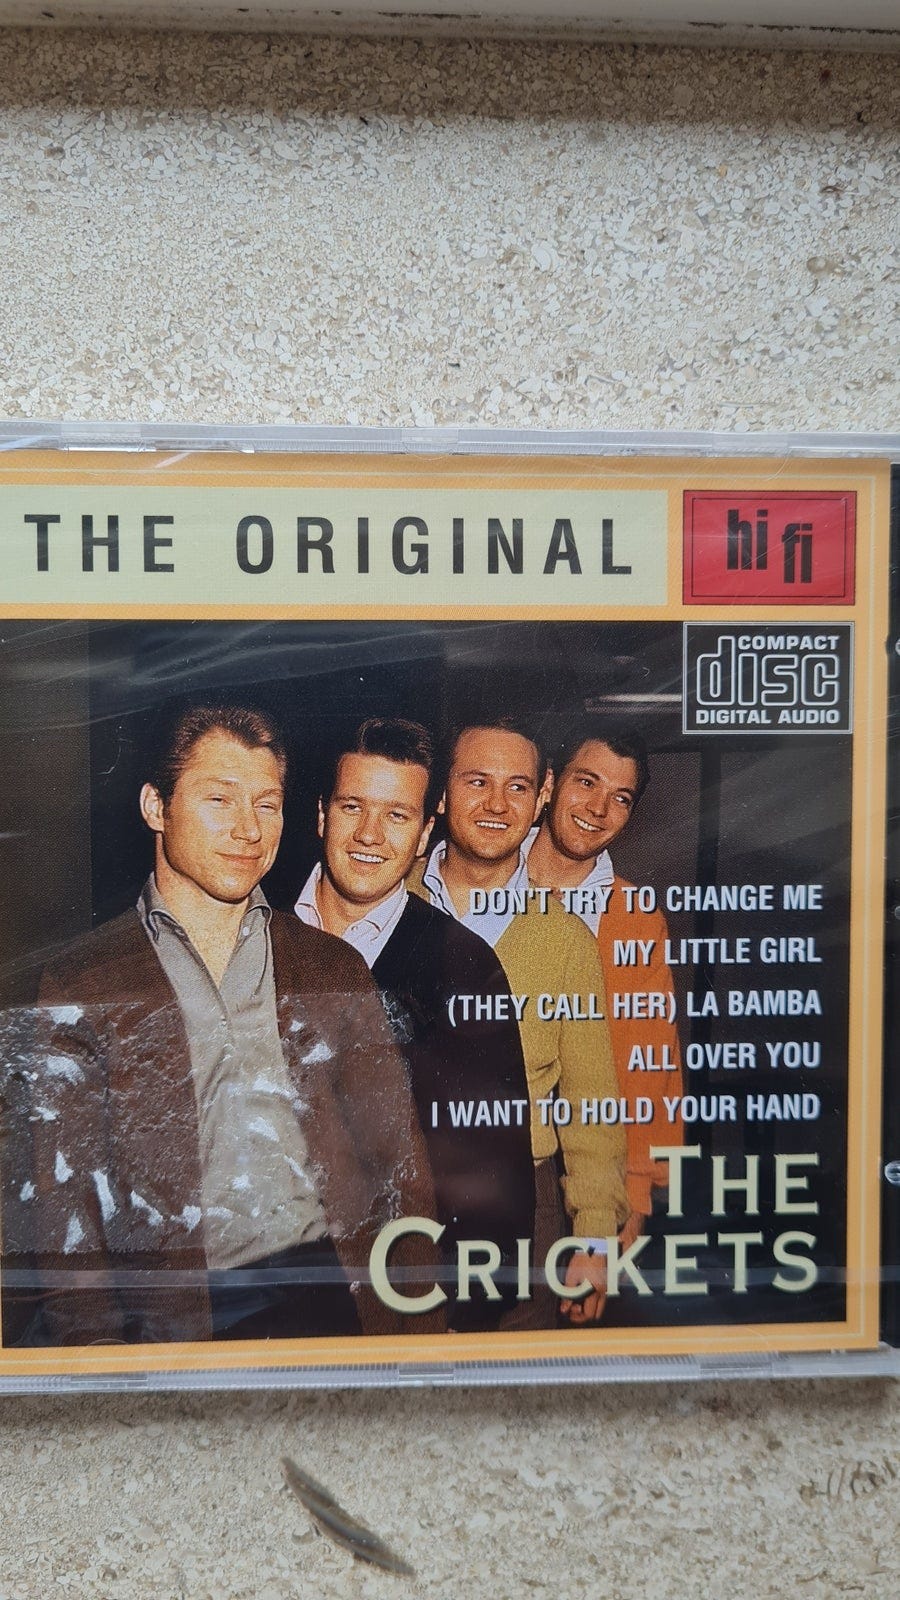 THE ORIGINAL
hi fi
COMPACT
disc
DIGITAL AUDIO
DON'T TRY TO CHANGE ME
MY LITTLE GIRL
(THEY CALL HER) LA BAMBA
ALL OVER YOU
I WANT TO HOLD YOUR HAND
THE
CRICKETS